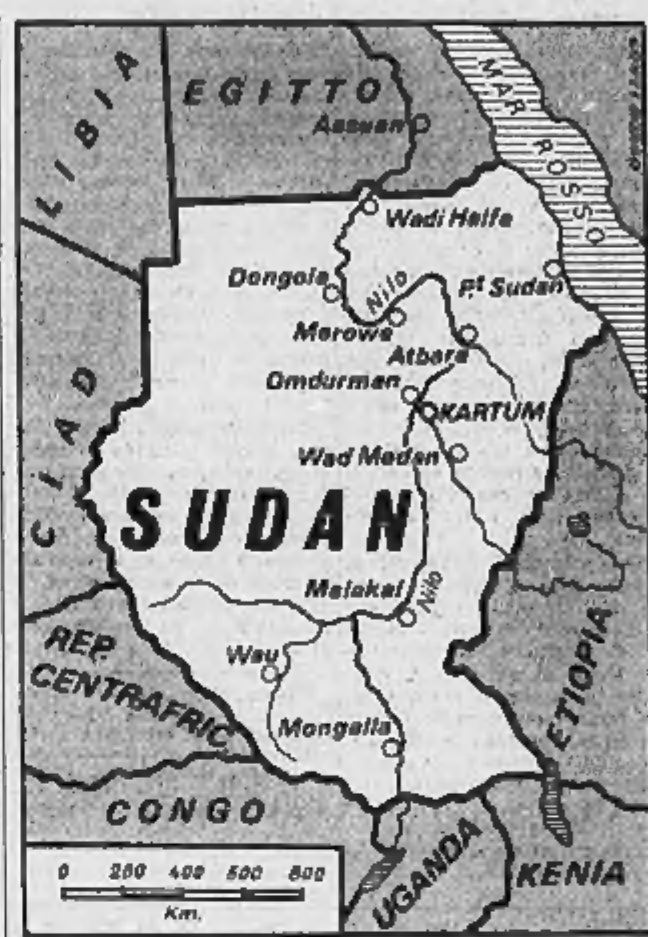 LIBIA
EGITTO
Assuan
MAR ROSSO
Wadi Halfa
Dongola
Nilo
Pt Sudan
Merowe
Atbara
Omdurman
KARTUM
Wad Madan
CIAD
SUDAN
Malakal
Nilo
REP.
CENTRAFRIC.
Wau
Mongalla
ETIOPIA
CONGO
UGANDA
KENIA
0 200 400 600 800
Km.